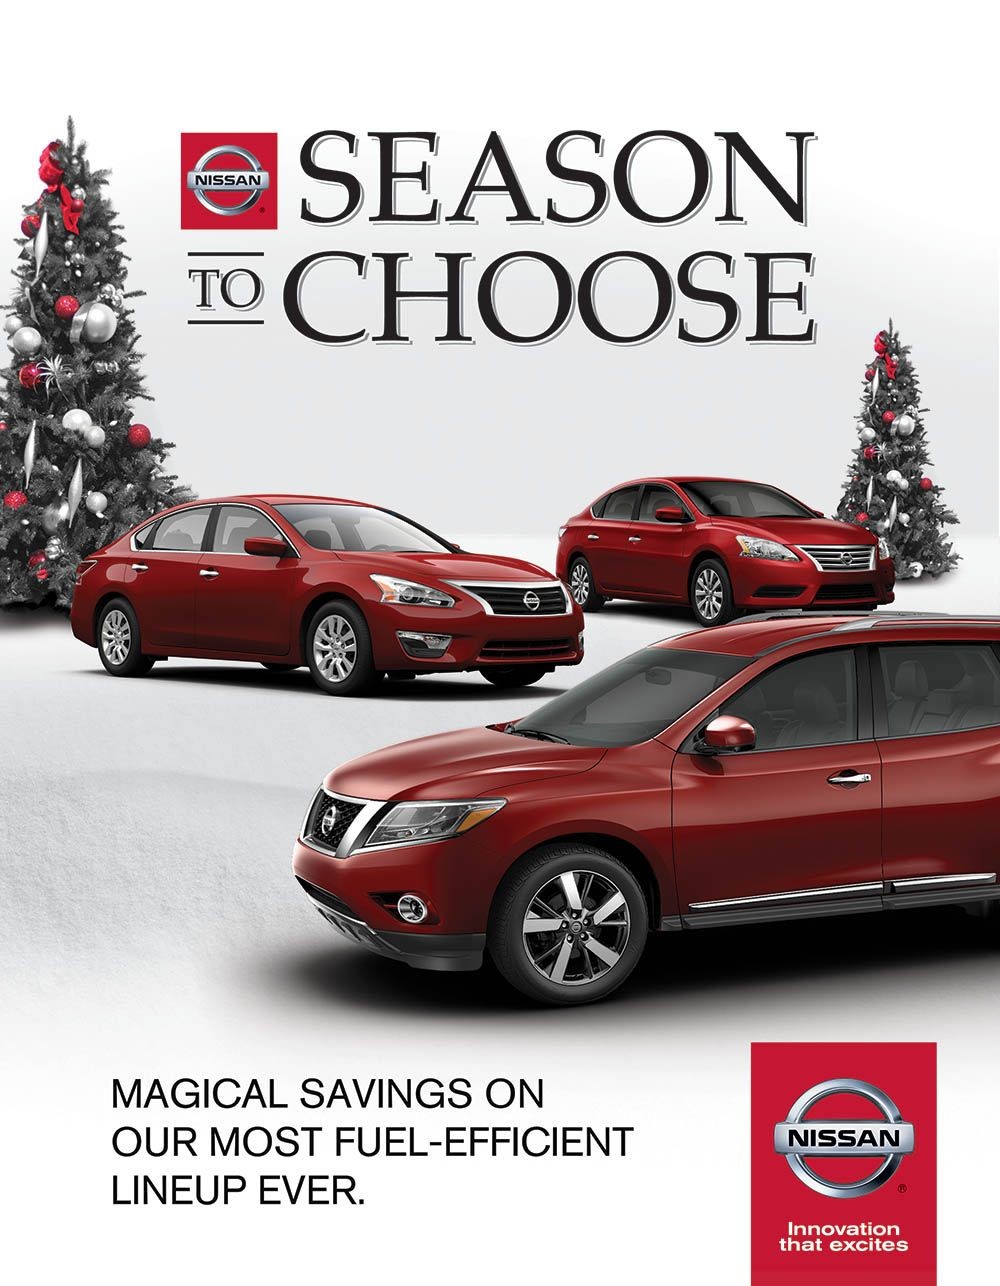 NISSAN
SEASON
TO CHOOSE
MAGICAL SAVINGS ON
OUR MOST FUEL-EFFICIENT
LINEUP EVER.
NISSAN
Innovation
that excites